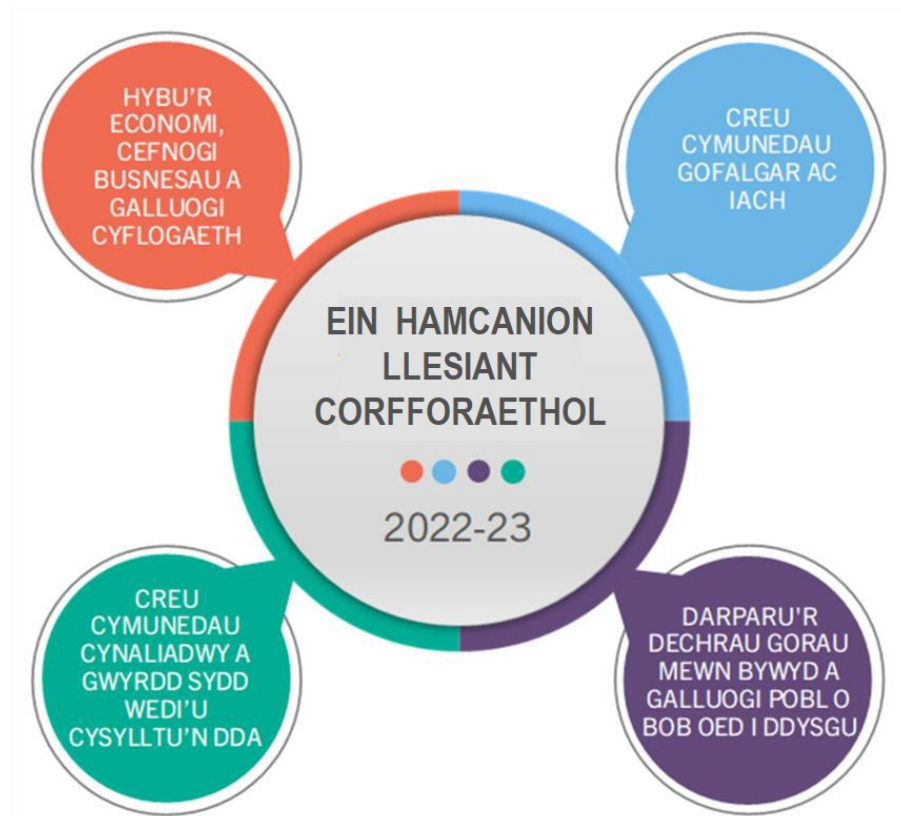 HYBU'R
ECONOMI,
CEFNOGI
BUSNESAU A
GALLUOGI
CYFLOGAETH
CREU
CYMUNEDAU
GOFALGAR AC
IACH
EIN HAMCANION
LLESIANT
CORFFORAETHOL
2022-23
CREU
CYMUNEDAU
CYNALIADWY A
GWYRDD SYDD
WEDI'U
CYSYLLTU'N DDA
DARPARU'R
DECHRAU GORAU
MEWN BYWYD A
GALLUOGI POBL O
BOB OED I DDYSGU